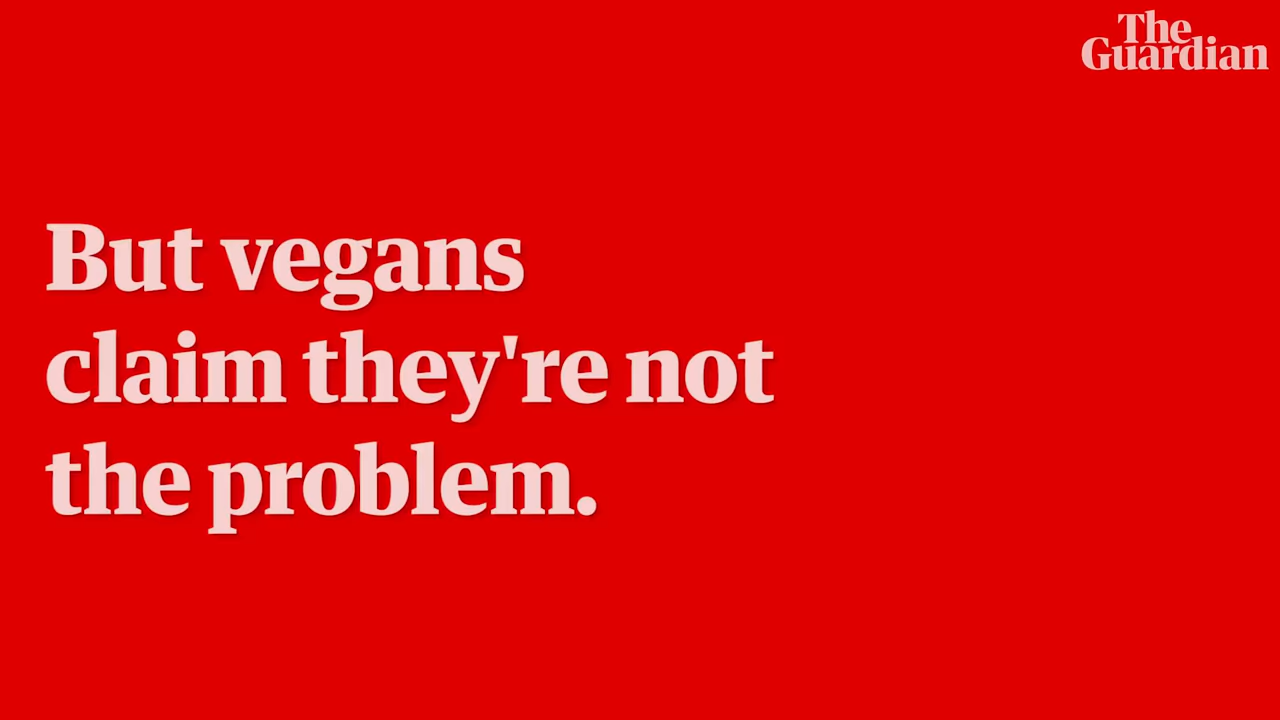 The
Guardian
But vegans
claim they're not
the problem.